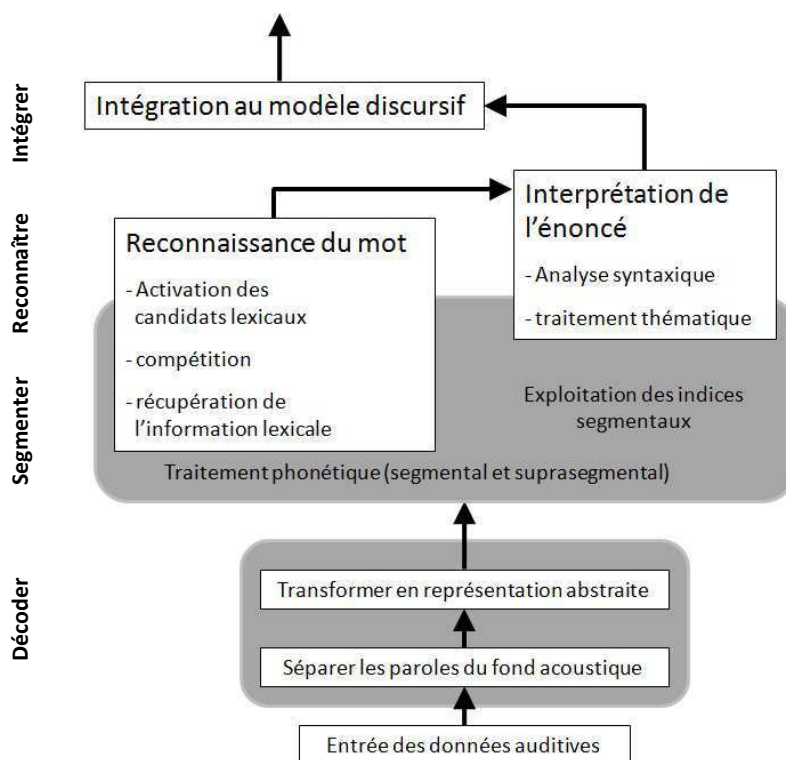 Intégrer
Intégration au modèle discursif
Reconnaître
Reconnaissance du mot
- Activation des
candidats lexicaux
- compétition
- récupération de
l'information lexicale
Interprétation de
l'énoncé
- Analyse syntaxique
- traitement thématique
Segmenter
Exploitation des indices
segmentaux
Traitement phonétique (segmental et suprasegmental)
Décoder
Transformer en représentation abstraite
Séparer les paroles du fond acoustique
Entrée des données auditives